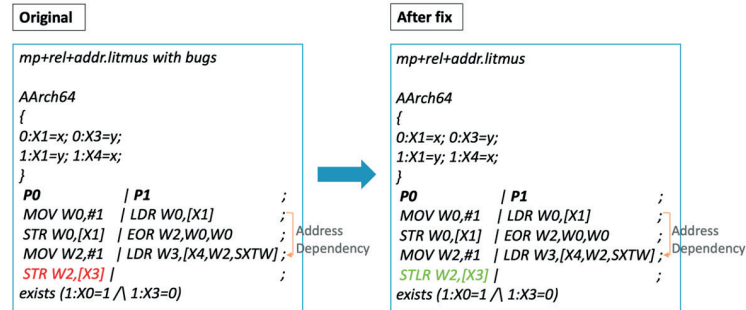 Original
mp+rel+addr.litmus with bugs
AArch64
{
0:X1=x; 0:X3=y;
1:X1=y; 1:X4=x;
}
P0 | P1 ;
MOV W0,#1 | LDR W0,[X1] ;
STR W0,[X1] | EOR W2,W0,W0 ;
MOV W2,#1 | LDR W3,[X4,W2,SXTW] ;
STR W2,[X3] | ;
exists (1:X0=1 /\ 1:X3=0)
Address
Dependency
After fix
mp+rel+addr.litmus
AArch64
{
0:X1=x; 0:X3=y;
1:X1=y; 1:X4=x;
}
P0 | P1 ;
MOV W0,#1 | LDR W0,[X1] ;
STR W0,[X1] | EOR W2,W0,W0 ;
MOV W2,#1 | LDR W3,[X4,W2,SXTW] ;
STLR W2,[X3] | ;
exists (1:X0=1 /\ 1:X3=0)
Address
Dependency